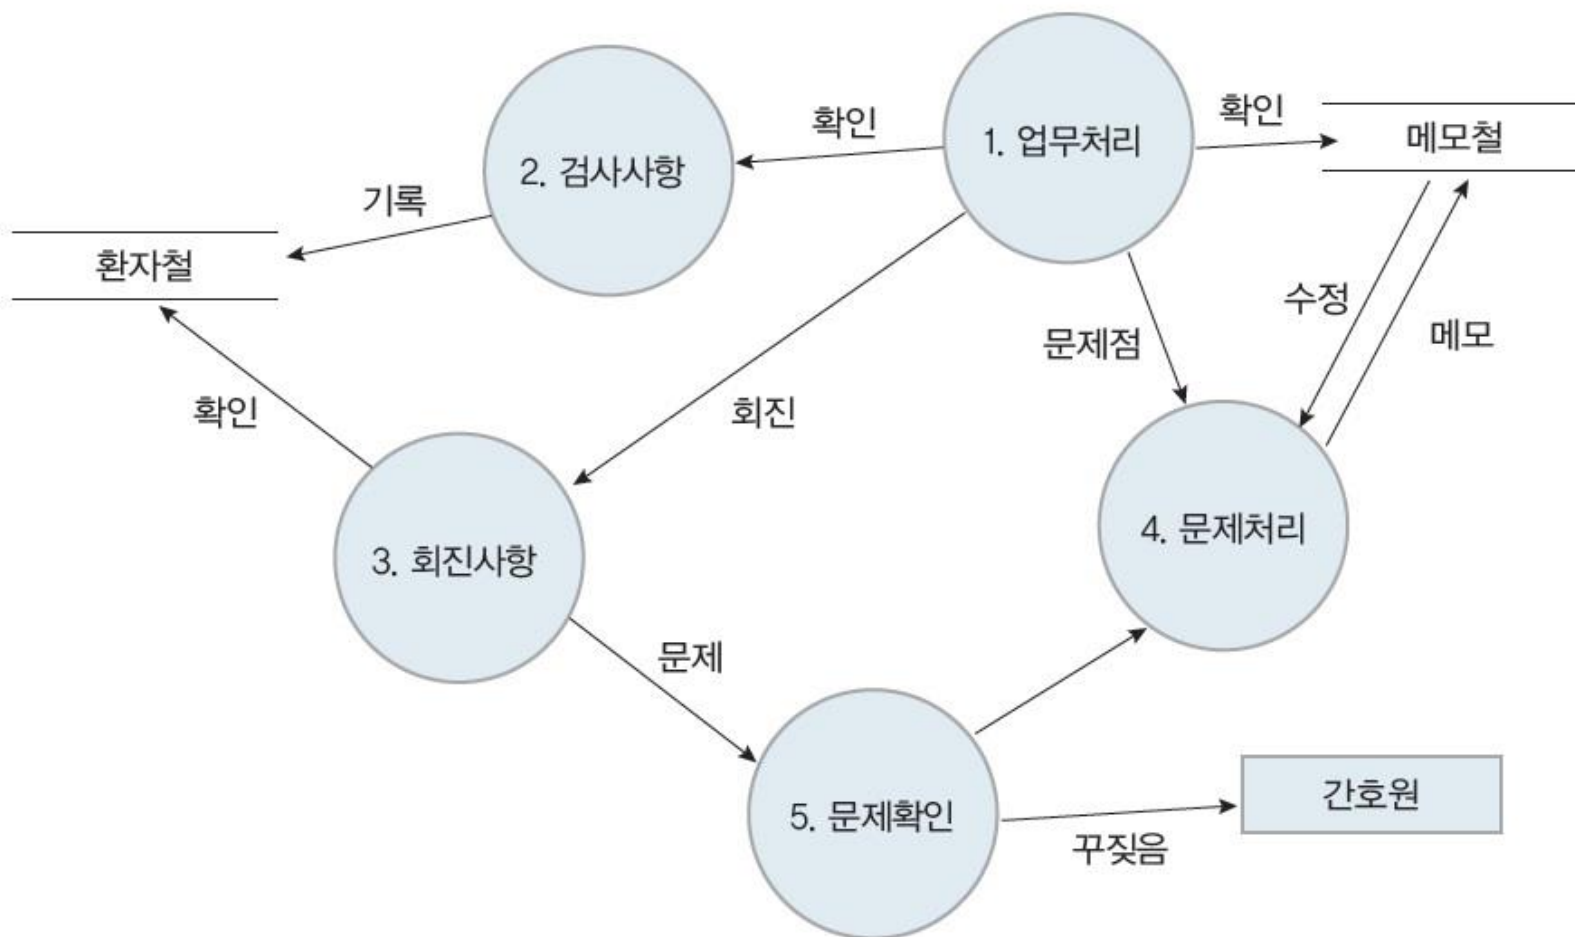 1. 업무처리
확인
메모철
확인
2. 검사사항
기록
환자철
수정
메모
문제점
확인
회진
4. 문제처리
3. 회진사항
문제
간호원
5. 문제확인
꾸짖음